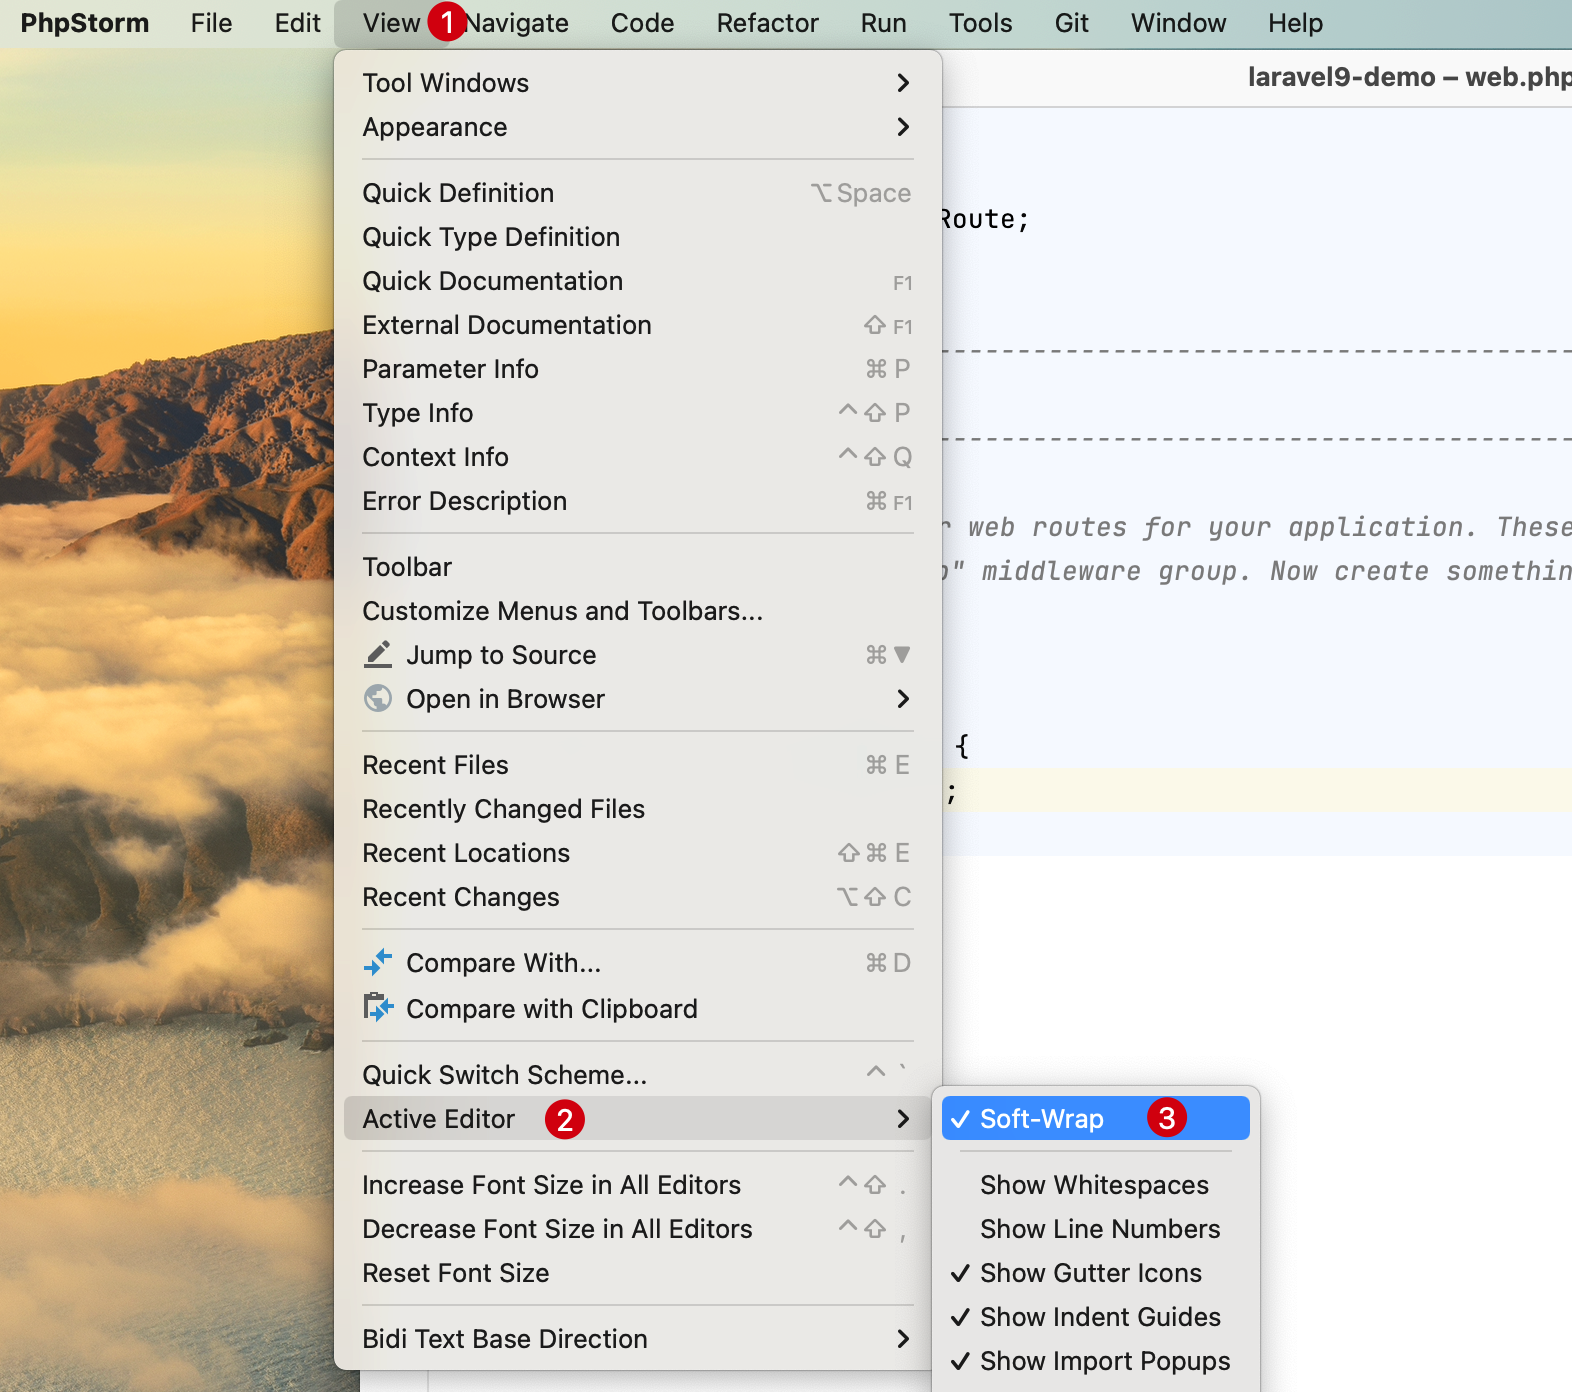 PhpStorm File Edit View 1 Navigate Code Refactor Run Tools Git Window Help
laravel9-demo – web.php
Tool Windows
Appearance
Quick Definition ⌥ Space
Quick Type Definition
Quick Documentation F1
External Documentation ⇧ F1
Parameter Info ⌘ P
Type Info ^ ⇧ P
Context Info ^ ⇧ Q
Error Description ⌘ F1
Toolbar
Customize Menus and Toolbars...
Jump to Source ⌘ ▼
Open in Browser
Recent Files ⌘ E
Recently Changed Files
Recent Locations ⇧ ⌘ E
Recent Changes ⌥ ⇧ C
Compare With... ⌘ D
Compare with Clipboard
Quick Switch Scheme... ^ `
Active Editor 2
Increase Font Size in All Editors ^ ⇧ .
Decrease Font Size in All Editors ^ ⇧ ,
Reset Font Size
Bidi Text Base Direction
✓ Soft-Wrap 3
Show Whitespaces
Show Line Numbers
✓ Show Gutter Icons
✓ Show Indent Guides
✓ Show Import Popups
Route;
web routes for your application. These
" middleware group. Now create somethin
{
;